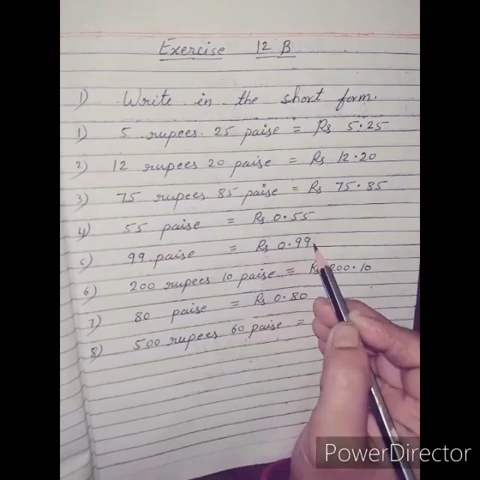 Exercise 12 B
1) Write in the short form.
1) 5 rupees 25 paise = Rs 5.25
2) 12 rupees 20 paise = Rs 12.20
3) 75 rupees 85 paise = Rs 75.85
4) 55 paise = Rs 0.55
5) 99 paise = Rs 0.99
6) 200 rupees 10 paise = Rs 200.10
7) 80 paise = Rs 0.80
8) 500 rupees 60 paise =
PowerDirector